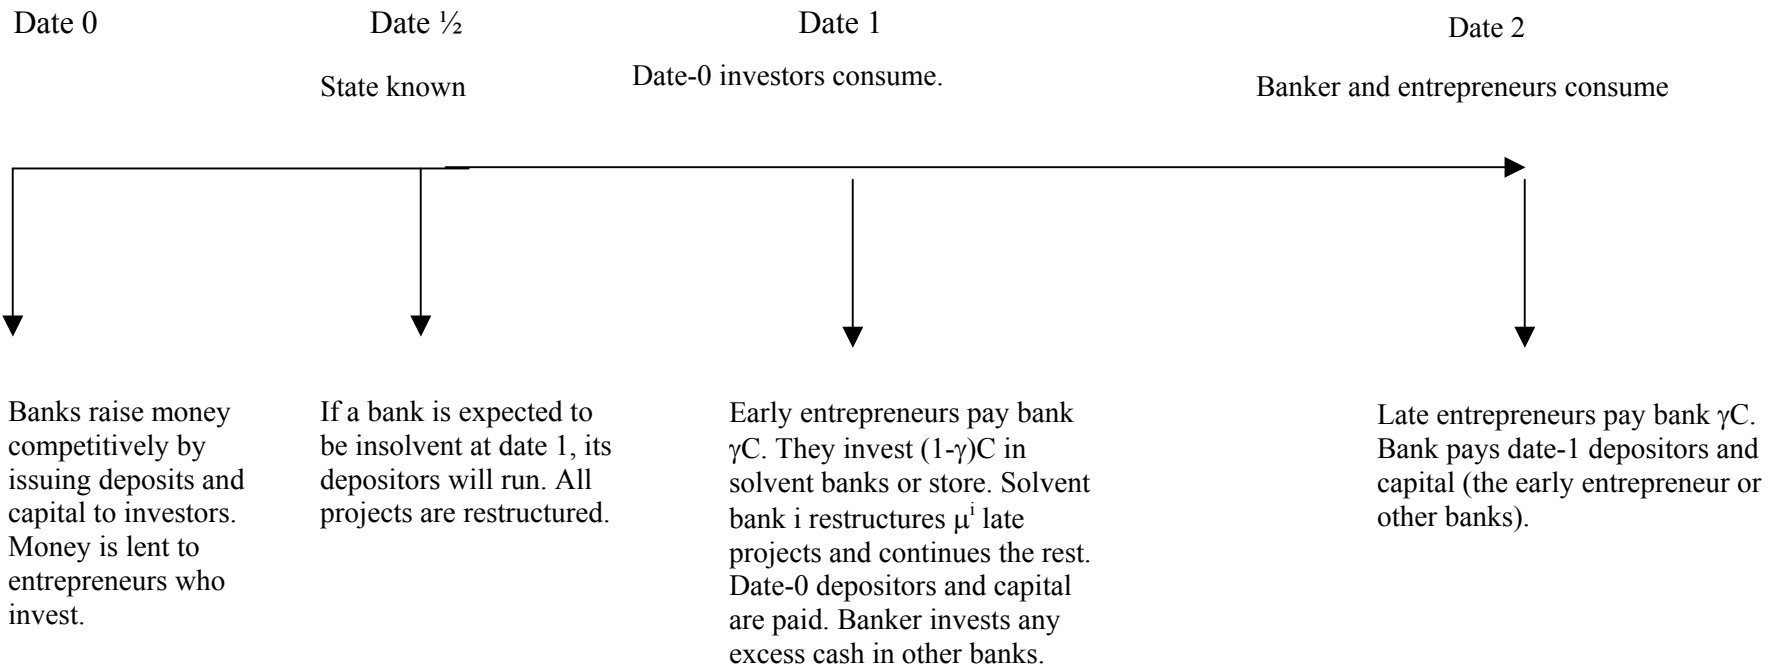 Date 0
Date ½
Date 1
Date 2
State known
Date-0 investors consume.
Banker and entrepreneurs consume
Banks raise money
competitively by
issuing deposits and
capital to investors.
Money is lent to
entrepreneurs who
invest.
If a bank is expected to
be insolvent at date 1, its
depositors will run. All
projects are restructured.
Early entrepreneurs pay bank
γC. They invest (1-γ)C in
solvent banks or store. Solvent
bank i restructures μⁱ late
projects and continues the rest.
Date-0 depositors and capital
are paid. Banker invests any
excess cash in other banks.
Late entrepreneurs pay bank γC.
Bank pays date-1 depositors and
capital (the early entrepreneur or
other banks).